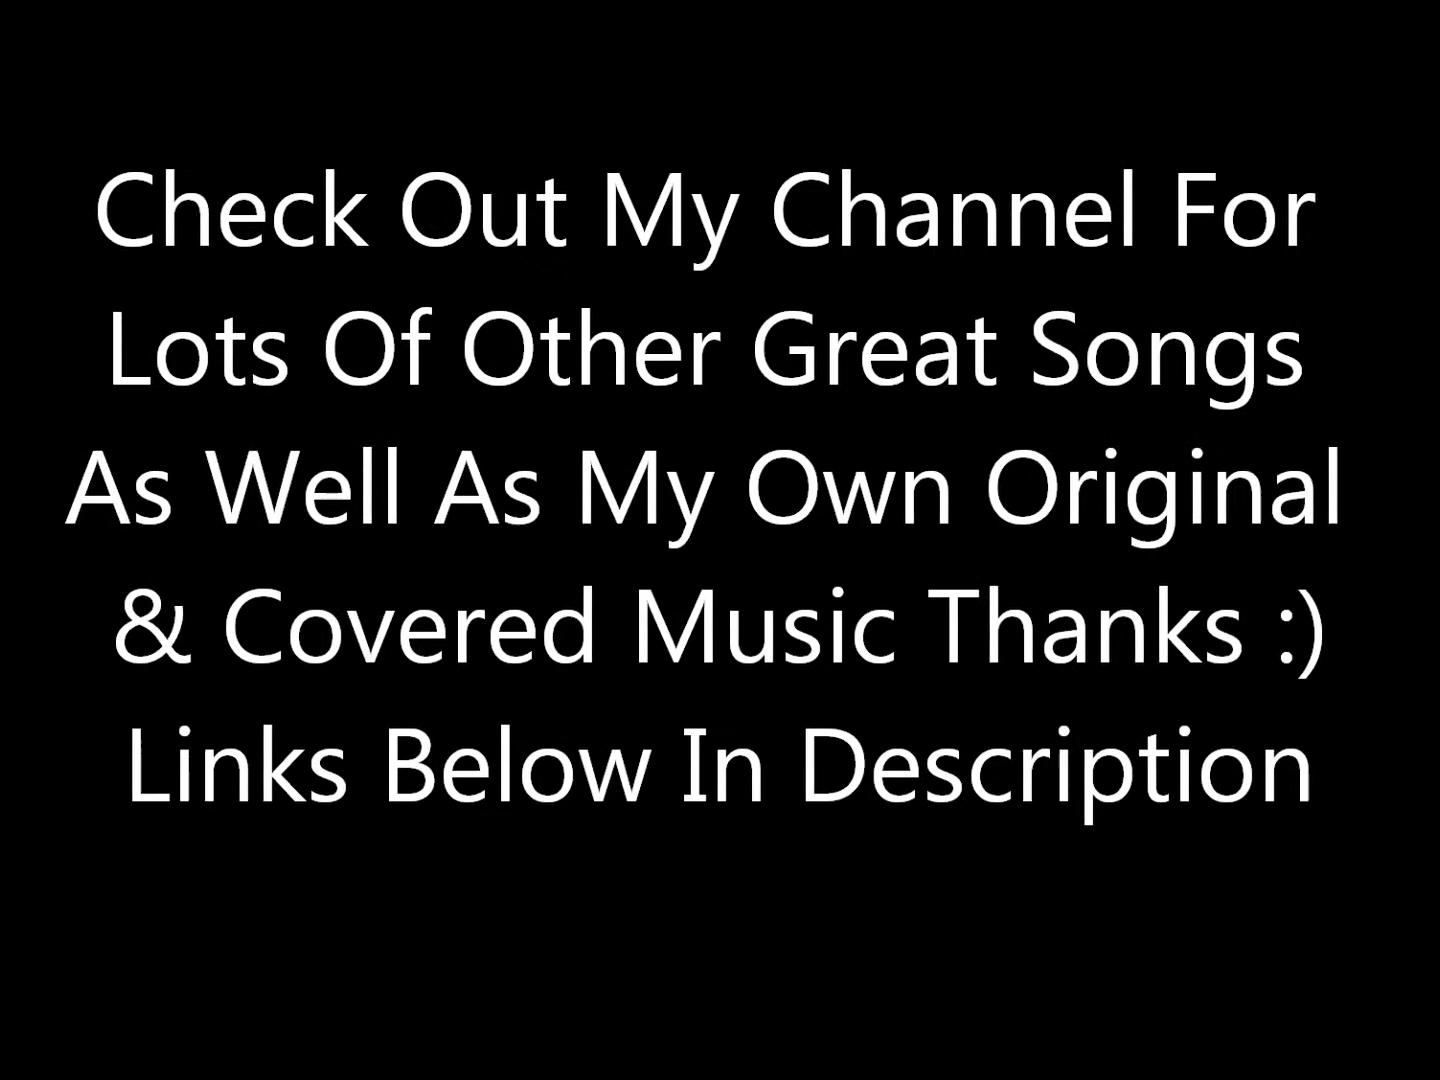 Check Out My Channel For
Lots Of Other Great Songs
As Well As My Own Original
& Covered Music Thanks :)
Links Below In Description